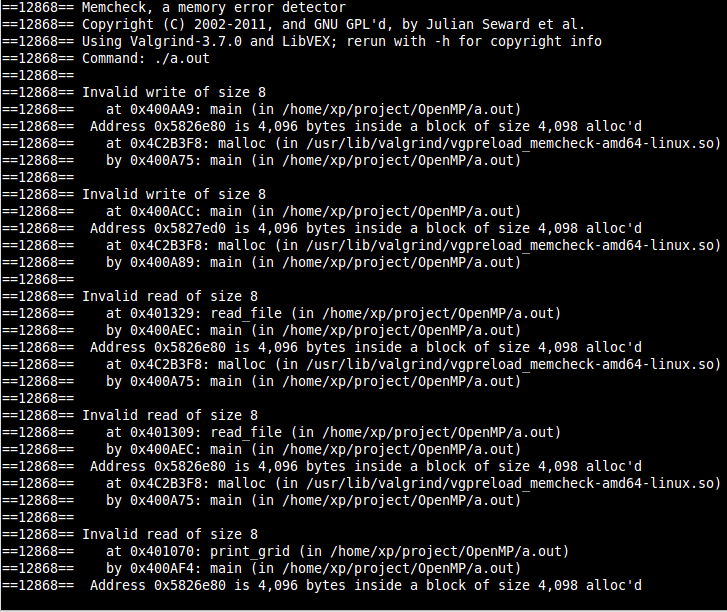 ==12868== Memcheck, a memory error detector
==12868== Copyright (C) 2002-2011, and GNU GPL'd, by Julian Seward et al.
==12868== Using Valgrind-3.7.0 and LibVEX; rerun with -h for copyright info
==12868== Command: ./a.out
==12868==
==12868== Invalid write of size 8
==12868==    at 0x400AA9: main (in /home/xp/project/OpenMP/a.out)
==12868==  Address 0x5826e80 is 4,096 bytes inside a block of size 4,098 alloc'd
==12868==    at 0x4C2B3F8: malloc (in /usr/lib/valgrind/vgpreload_memcheck-amd64-linux.so)
==12868==    by 0x400A75: main (in /home/xp/project/OpenMP/a.out)
==12868==
==12868== Invalid write of size 8
==12868==    at 0x400ACC: main (in /home/xp/project/OpenMP/a.out)
==12868==  Address 0x5827ed0 is 4,096 bytes inside a block of size 4,098 alloc'd
==12868==    at 0x4C2B3F8: malloc (in /usr/lib/valgrind/vgpreload_memcheck-amd64-linux.so)
==12868==    by 0x400A89: main (in /home/xp/project/OpenMP/a.out)
==12868==
==12868== Invalid read of size 8
==12868==    at 0x401329: read_file (in /home/xp/project/OpenMP/a.out)
==12868==    by 0x400AEC: main (in /home/xp/project/OpenMP/a.out)
==12868==  Address 0x5826e80 is 4,096 bytes inside a block of size 4,098 alloc'd
==12868==    at 0x4C2B3F8: malloc (in /usr/lib/valgrind/vgpreload_memcheck-amd64-linux.so)
==12868==    by 0x400A75: main (in /home/xp/project/OpenMP/a.out)
==12868==
==12868== Invalid read of size 8
==12868==    at 0x401309: read_file (in /home/xp/project/OpenMP/a.out)
==12868==    by 0x400AEC: main (in /home/xp/project/OpenMP/a.out)
==12868==  Address 0x5826e80 is 4,096 bytes inside a block of size 4,098 alloc'd
==12868==    at 0x4C2B3F8: malloc (in /usr/lib/valgrind/vgpreload_memcheck-amd64-linux.so)
==12868==    by 0x400A75: main (in /home/xp/project/OpenMP/a.out)
==12868==
==12868== Invalid read of size 8
==12868==    at 0x401070: print_grid (in /home/xp/project/OpenMP/a.out)
==12868==    by 0x400AF4: main (in /home/xp/project/OpenMP/a.out)
==12868==  Address 0x5826e80 is 4,096 bytes inside a block of size 4,098 alloc'd